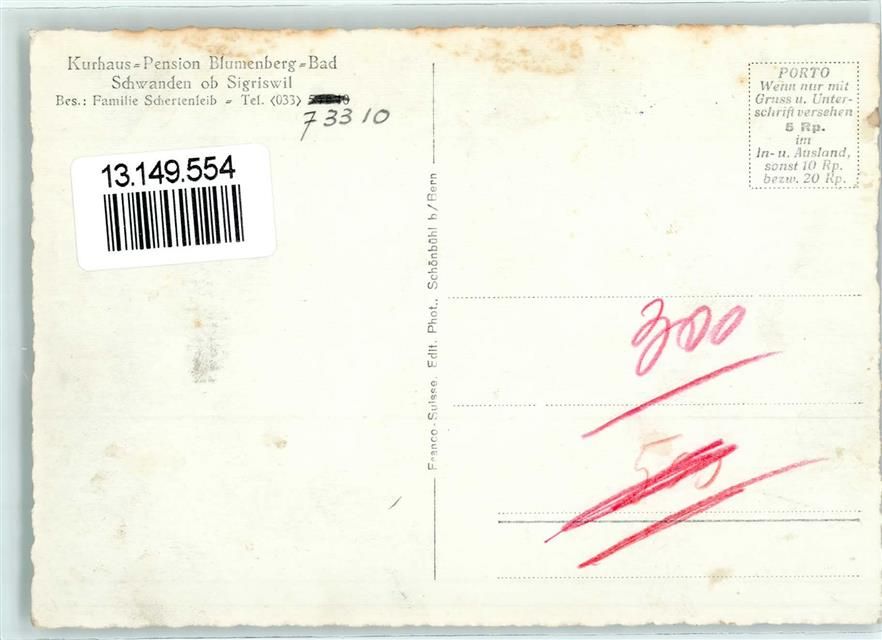 Kurhaus=Pension Blumenberg=Bad
Schwanden ob Sigriswil
Bes.: Familie Schertenleib = Tel. (033)
73310
13.149.554
Franco-Suisse, Edit. Phot., Schönbühl b/Bern
PORTO
Wenn nur mit
Gruss u. Unter-
schrift versehen
5 Rp.
im
In- u. Ausland,
sonst 10 Rp.
bezw. 20 Rp.
300